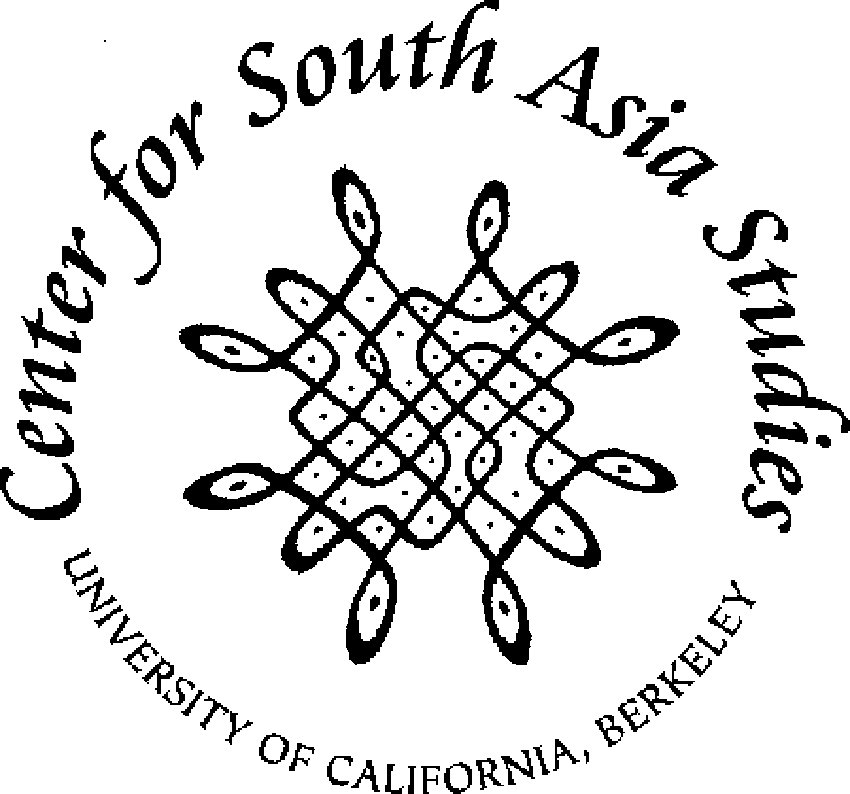 Center for South Asia Studies
UNIVERSITY OF CALIFORNIA, BERKELEY